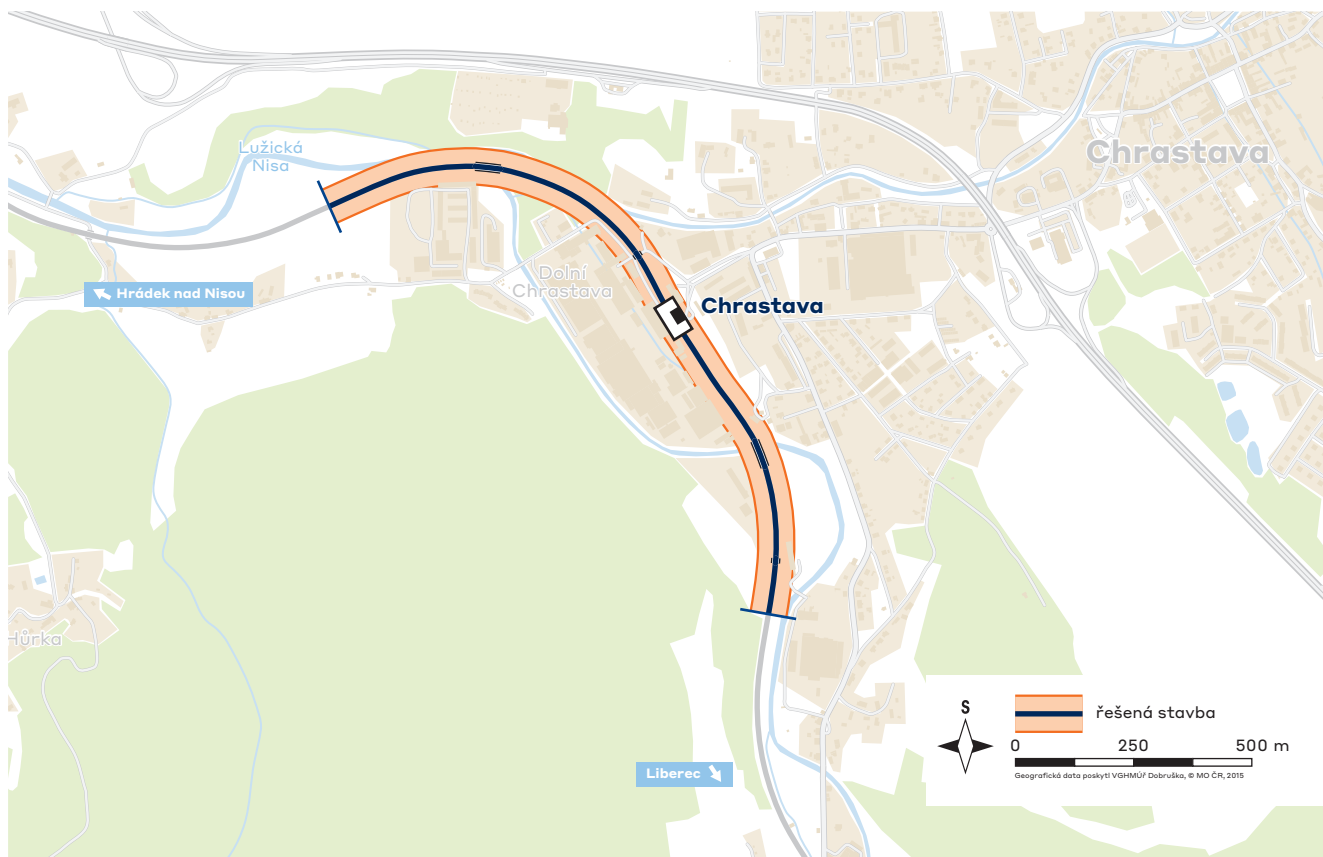 Chrastava
Lužická
Nisa
Dolní
Chrastava
Hrádek nad Nisou
Chrastava
Hůrka
Liberec
S
řešená stavba
0 250 500 m
Geografická data poskytl VGHMÚř Dobruška, © MO ČR, 2015